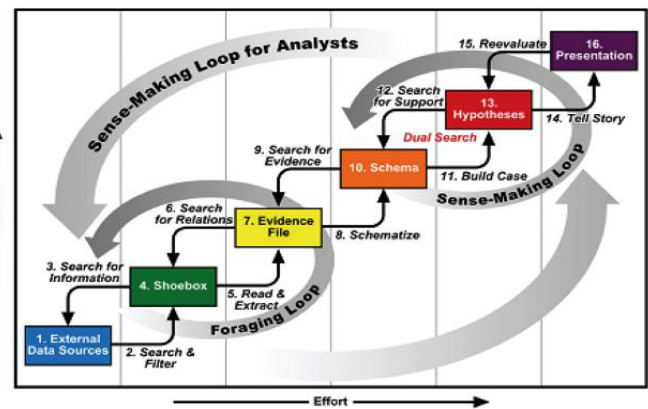 Sense-Making Loop for Analysts
15. Reevaluate
16.
Presentation
12. Search
for Support
13.
Hypotheses
14. Tell Story
Dual Search
9. Search for
Evidence
10. Schema
11. Build Case
Sense-Making Loop
6. Search
for Relations
7. Evidence
File
8. Schematize
3. Search for
Information
4. Shoebox
5. Read &
Extract
Foraging Loop
1. External
Data Sources
2. Search &
Filter
Effort